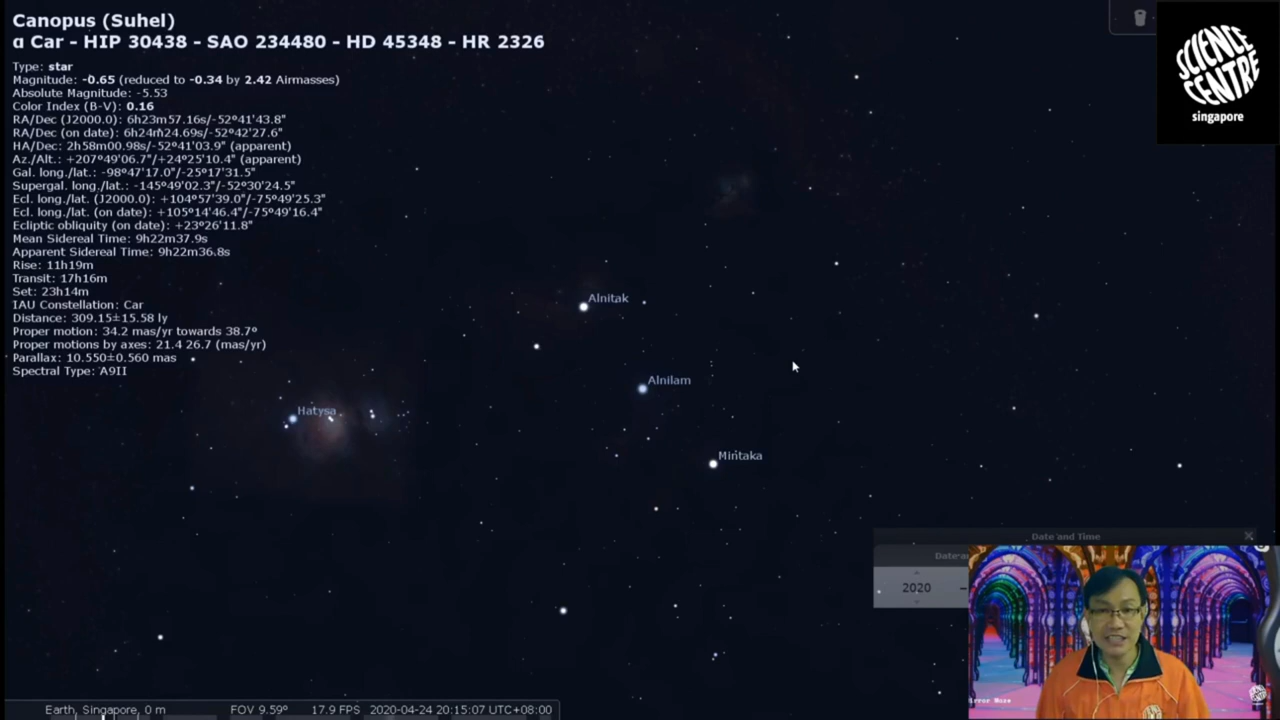 Canopus (Suhel)
α Car - HIP 30438 - SAO 234480 - HD 45348 - HR 2326
Type: star
Magnitude: -0.65 (reduced to -0.34 by 2.42 Airmasses)
Absolute Magnitude: -5.53
Color Index (B-V): 0.16
RA/Dec (J2000.0): 6h23m57.16s/-52°41'43.8"
RA/Dec (on date): 6h24m24.69s/-52°42'27.6"
HA/Dec: 2h58m00.98s/-52°41'03.9" (apparent)
Az./Alt.: +207°49'06.7"/+24°25'10.4" (apparent)
Gal. long./lat.: -98°47'17.0"/-25°17'31.5"
Supergal. long./lat.: -145°49'02.3"/-52°30'24.5"
Ecl. long./lat. (J2000.0): +104°57'39.0"/-75°49'25.3"
Ecl. long./lat. (on date): +105°14'46.4"/-75°49'16.4"
Ecliptic obliquity (on date): +23°26'11.8"
Mean Sidereal Time: 9h22m37.9s
Apparent Sidereal Time: 9h22m36.8s
Rise: 11h19m
Transit: 17h16m
Set: 23h14m
IAU Constellation: Car
Distance: 309.15±15.58 ly
Proper motion: 34.2 mas/yr towards 38.7°
Proper motions by axes: 21.4 26.7 (mas/yr)
Parallax: 10.550±0.560 mas
Spectral Type: A9II
SCIENCE
CENTRE
singapore
Alnitak
Alnilam
Hatysa
Mintaka
Date and Time
2020 –
Earth, Singapore, 0 m FOV 9.59° 17.9 FPS 2020-04-24 20:15:07 UTC+08:00